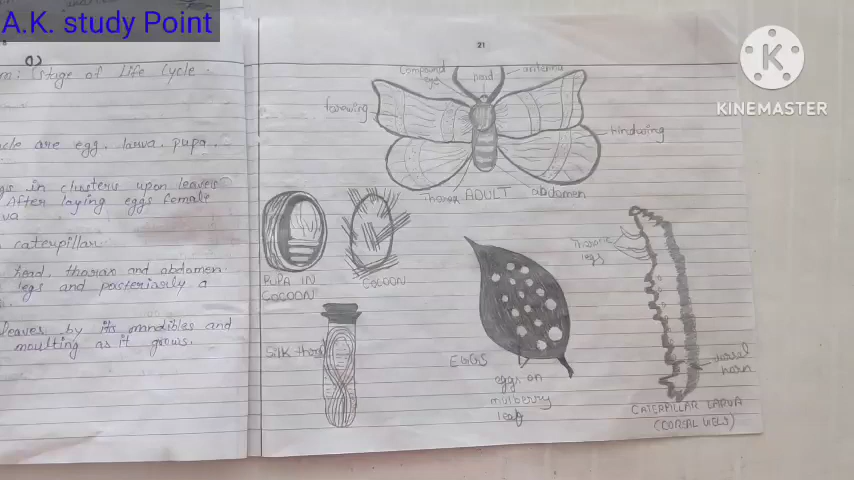 A.K. study Point
21
Stage of Life Cycle
cle are egg, larva, pupa.
gs in clusters upon leaves
After laying eggs female
va
caterpillar
head, thorax and abdomen.
legs and posteriorly a
leaves by its mandibles and
moulting as it grows.
compound
eye
head
antenna
forewing
hindwing
Thorax
ADULT
abdomen
PUPA IN
COCOON
COCOON
Silk thread
EGGS
eggs on
mulberry
leaf
Thoracic
legs
horn
CATERPILLAR LARVA
K
KINEMASTER